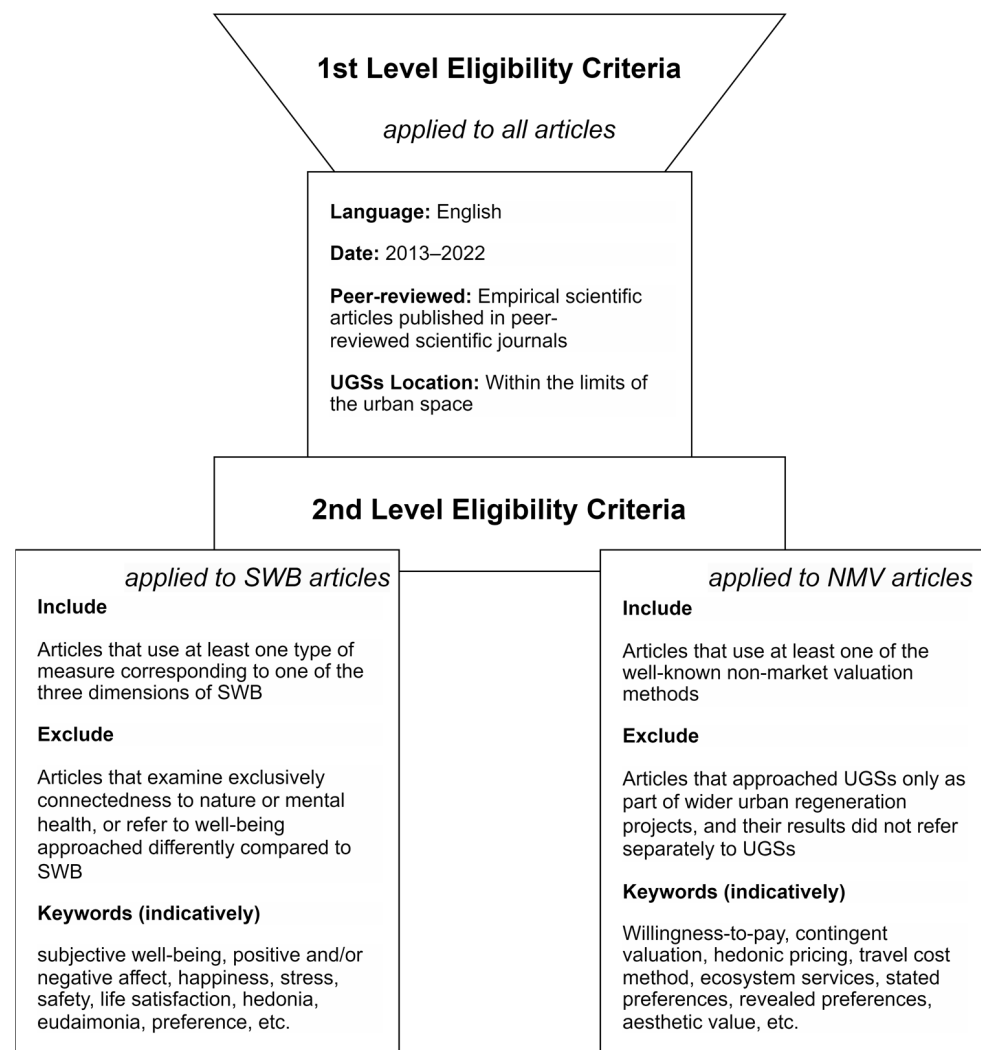 1st Level Eligibility Criteria
applied to all articles
Language: English
Date: 2013–2022
Peer-reviewed: Empirical scientific
articles published in peer-
reviewed scientific journals
UGSs Location: Within the limits of
the urban space
2nd Level Eligibility Criteria
applied to SWB articles
Include
Articles that use at least one type of
measure corresponding to one of the
three dimensions of SWB
Exclude
Articles that examine exclusively
connectedness to nature or mental
health, or refer to well-being
approached differently compared to
SWB
Keywords (indicatively)
subjective well-being, positive and/or
negative affect, happiness, stress,
safety, life satisfaction, hedonia,
eudaimonia, preference, etc.
applied to NMV articles
Include
Articles that use at least one of the
well-known non-market valuation
methods
Exclude
Articles that approached UGSs only as
part of wider urban regeneration
projects, and their results did not refer
separately to UGSs
Keywords (indicatively)
Willingness-to-pay, contingent
valuation, hedonic pricing, travel cost
method, ecosystem services, stated
preferences, revealed preferences,
aesthetic value, etc.